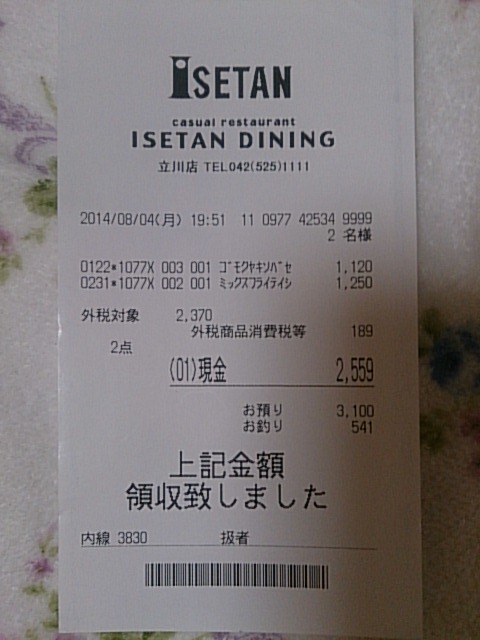 ISETAN
casual restaurant
ISETAN DINING
立川店 TEL042(525)1111
2014/08/04(月) 19:51 11 0977 42534 9999
2 名様
0122*1077X 003 001 ゴモクヤキソバセ 1,120
0231*1077X 002 001 ミックスフライテイシ 1,250
外税対象 2,370
外税商品消費税等 189
2点
(01)現金 2,559
お預り 3,100
お釣り 541
上記金額
領収致しました
内線 3830 扱者